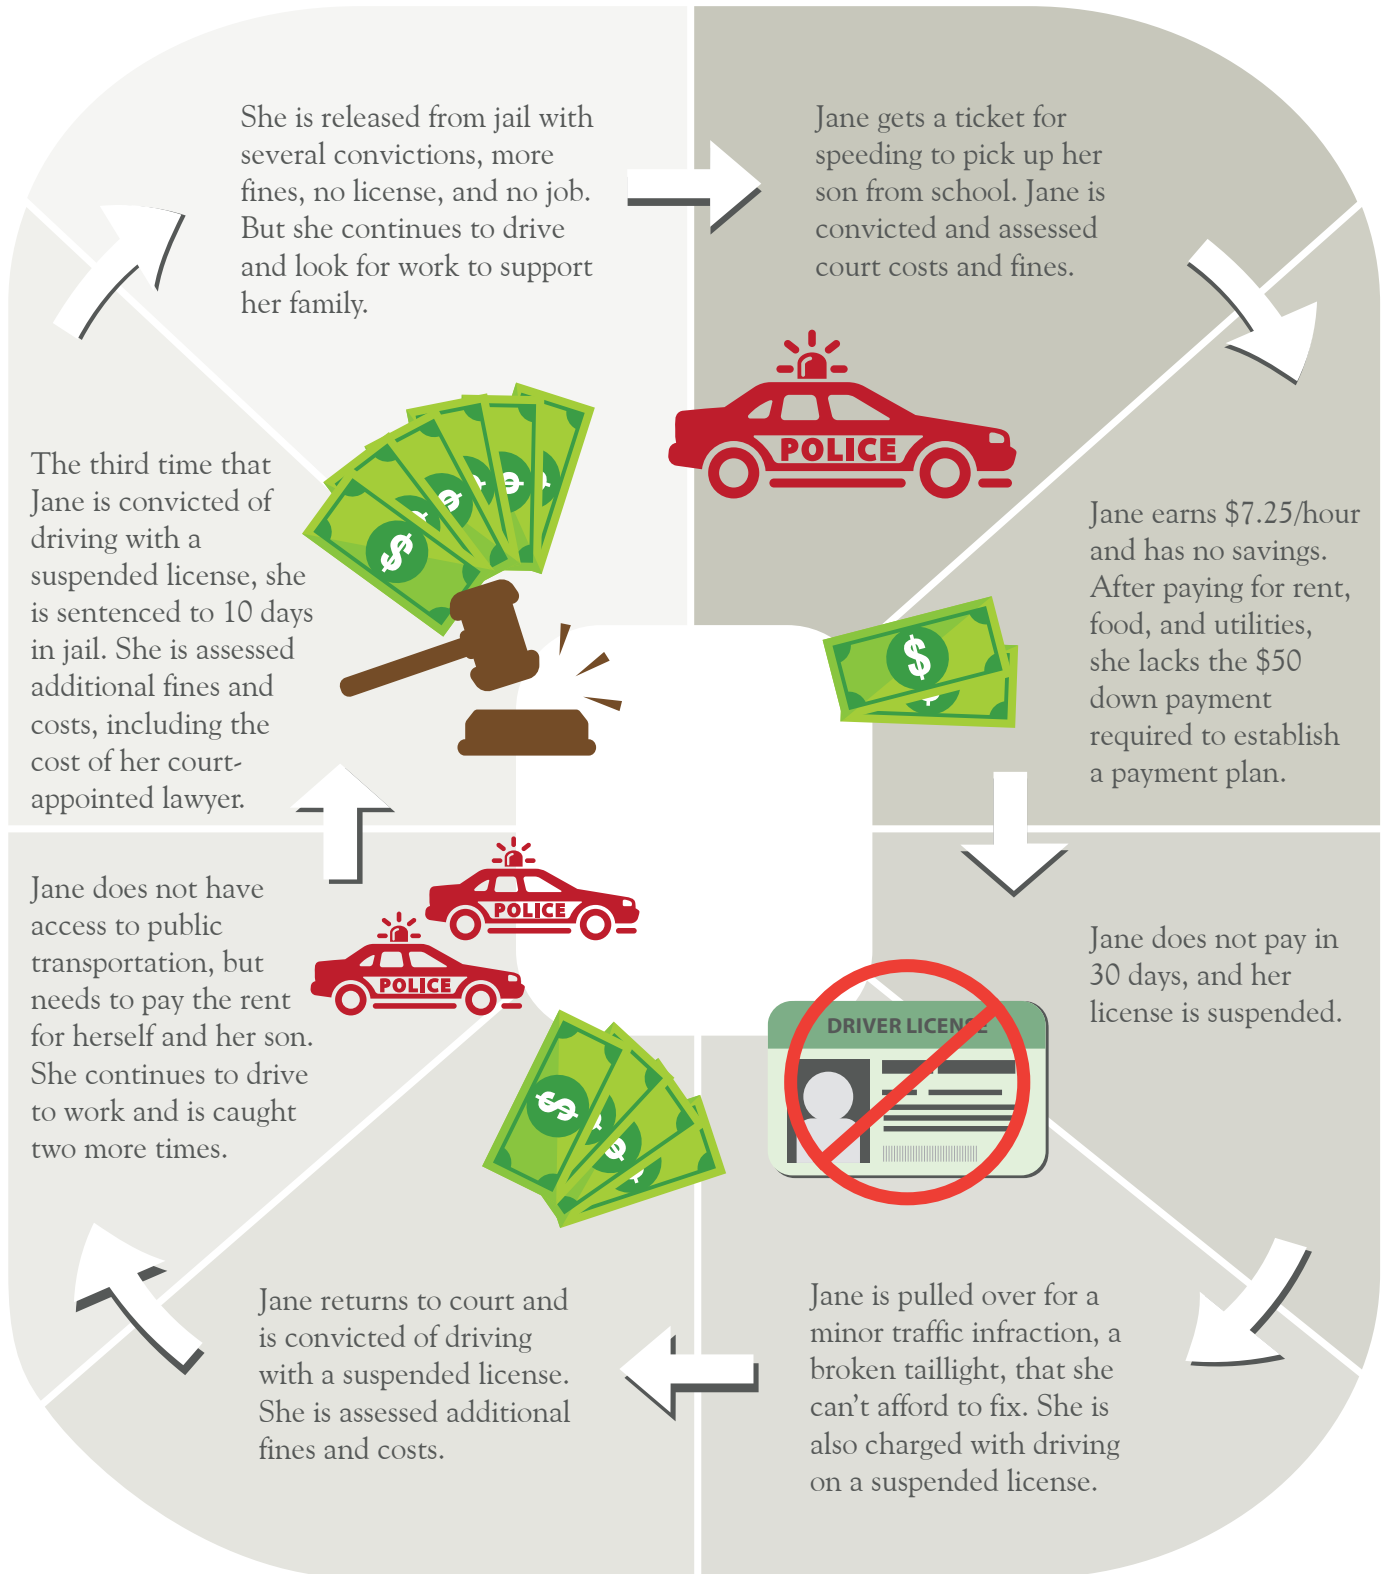 She is released from jail with
several convictions, more
fines, no license, and no job.
But she continues to drive
and look for work to support
her family.
Jane gets a ticket for
speeding to pick up her
son from school. Jane is
convicted and assessed
court costs and fines.
POLICE
Jane earns $7.25/hour
and has no savings.
After paying for rent,
food, and utilities,
she lacks the $50
down payment
required to establish
a payment plan.
$
Jane does not pay in
30 days, and her
license is suspended.
DRIVER LICENSE
Jane is pulled over for a
minor traffic infraction, a
broken taillight, that she
can't afford to fix. She is
also charged with driving
on a suspended license.
Jane returns to court and
is convicted of driving
with a suspended license.
She is assessed additional
fines and costs.
$
Jane does not have
access to public
transportation, but
needs to pay the rent
for herself and her son.
She continues to drive
to work and is caught
two more times.
POLICE
POLICE
The third time that
Jane is convicted of
driving with a
suspended license, she
is sentenced to 10 days
in jail. She is assessed
additional fines and
costs, including the
cost of her court-
appointed lawyer.
$